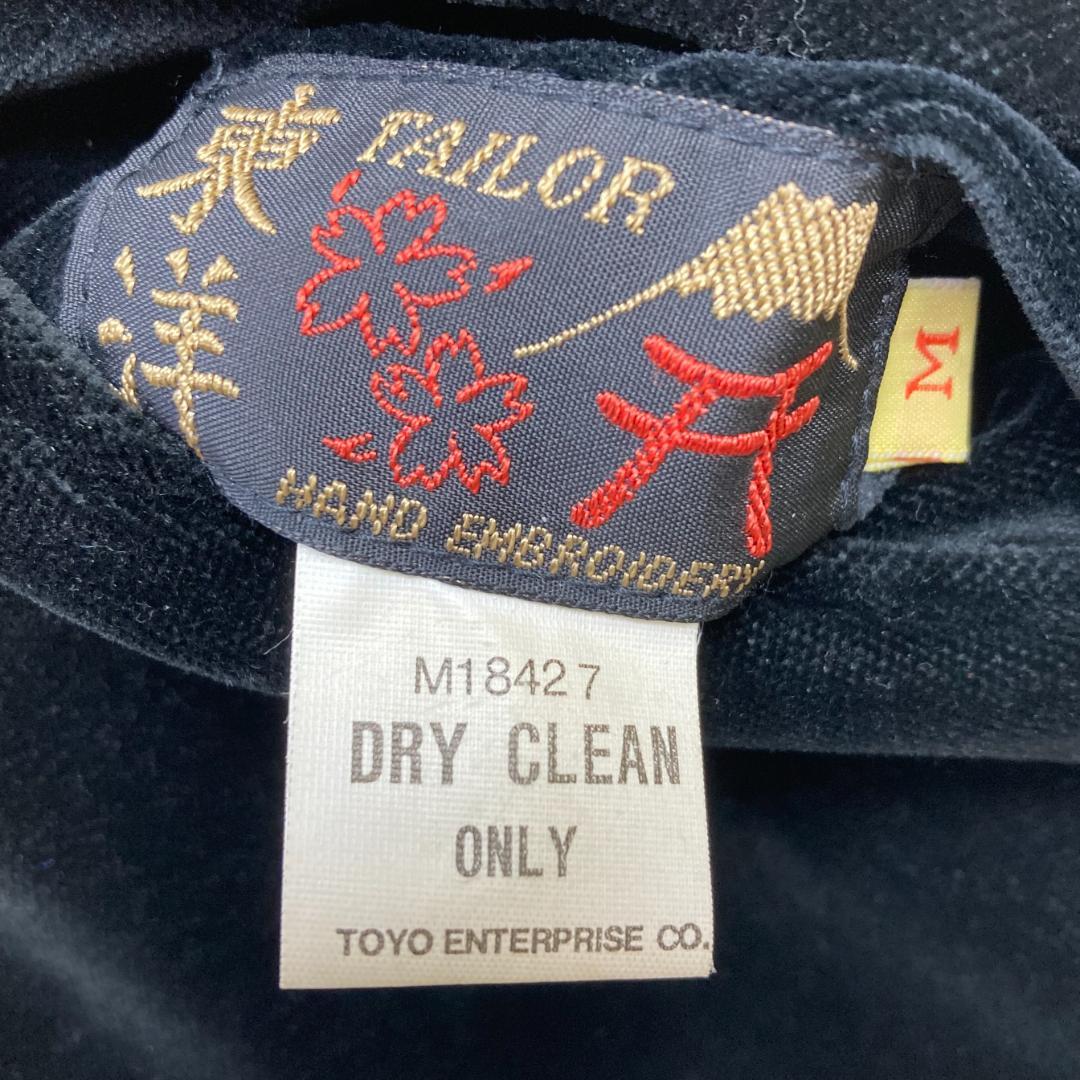 東洋
TAILOR
HAND EMBROIDERY
M
M18427
DRY CLEAN
ONLY
TOYO ENTERPRISE CO.